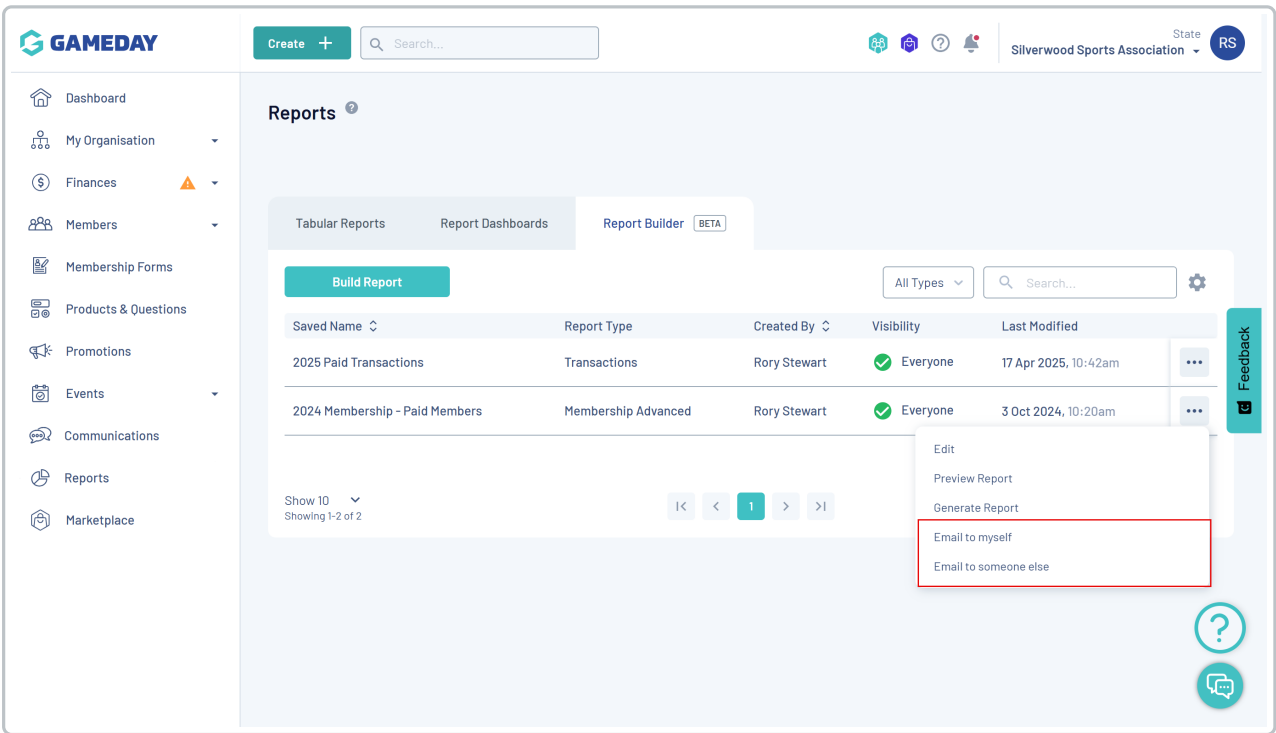 GAMEDAY
Create +
Search...
State
Silverwood Sports Association
RS
Dashboard
My Organisation
Finances
Members
Membership Forms
Products & Questions
Promotions
Events
Communications
Reports
Marketplace
Reports ?
Tabular Reports Report Dashboards Report Builder BETA
Build Report
All Types
Search...
Saved Name Report Type Created By Visibility Last Modified
2025 Paid Transactions Transactions Rory Stewart Everyone 17 Apr 2025, 10:42am
2024 Membership - Paid Members Membership Advanced Rory Stewart Everyone 3 Oct 2024, 10:20am
Edit
Preview Report
Generate Report
Email to myself
Email to someone else
Show 10
Showing 1-2 of 2
1
Feedback
?